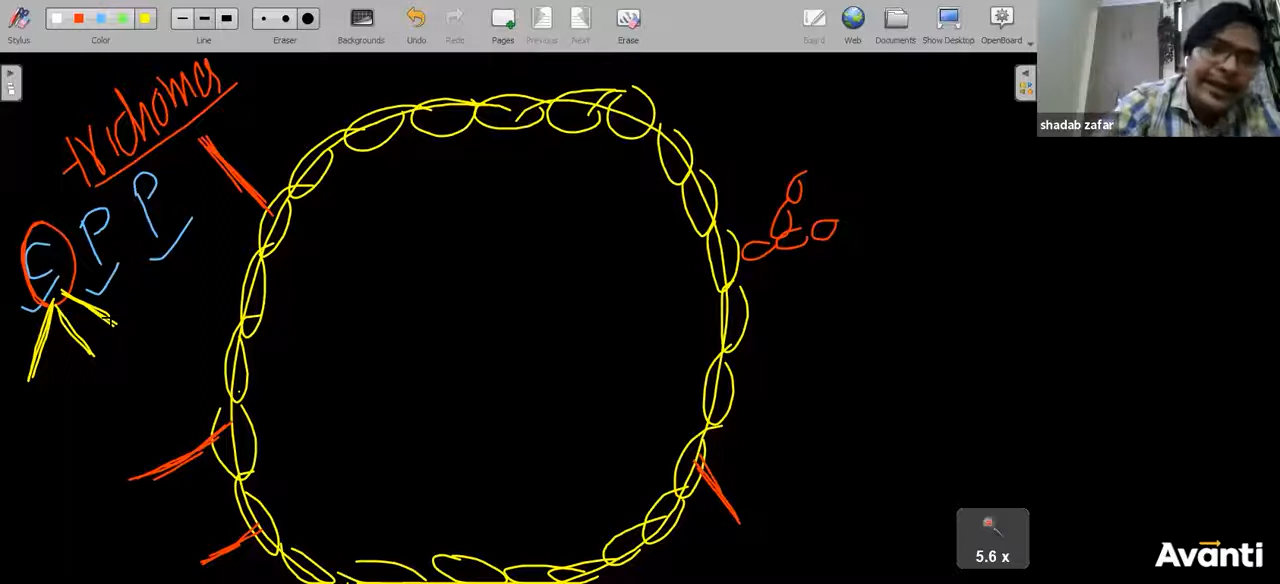 Stylus
Color
Line
Eraser
Backgrounds
Undo
Redo
Pages
Previous
Next
Erase
Board
Web
Documents
Show Desktop
OpenBoard
shadab zafar
trichomes
E P P
5.6 x
Avanti